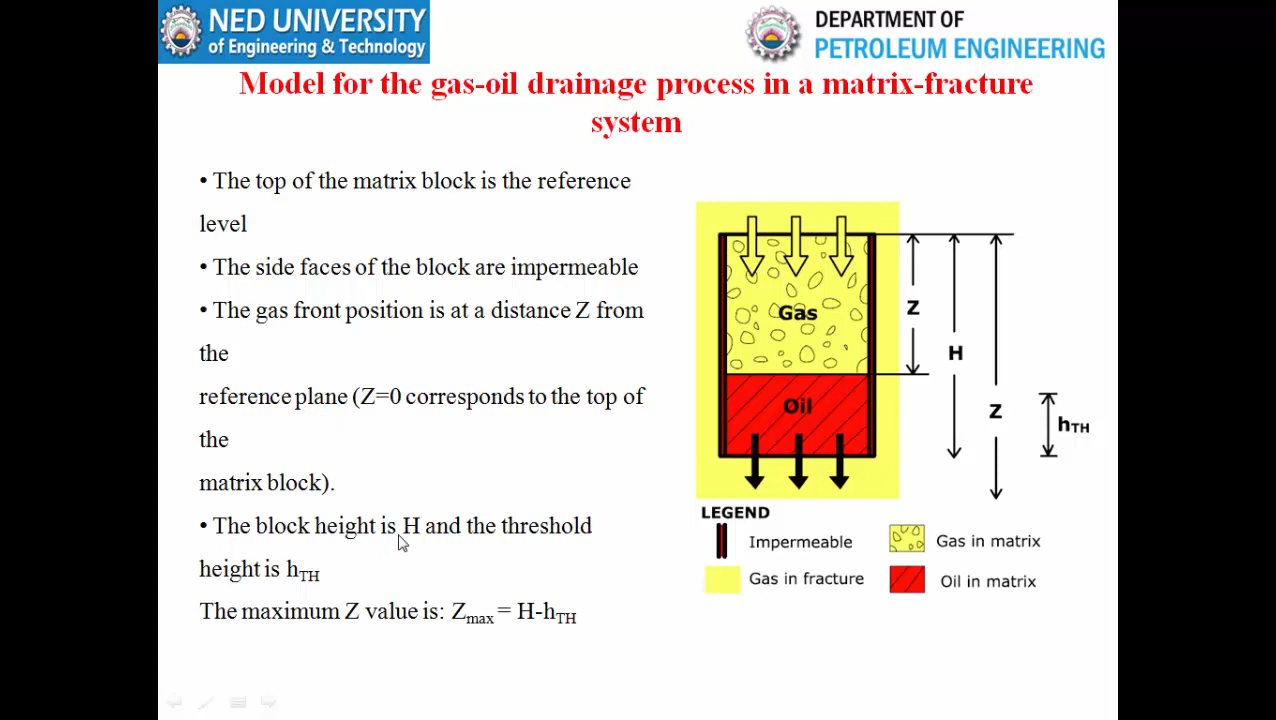 NED UNIVERSITY
of Engineering & Technology
DEPARTMENT OF
PETROLEUM ENGINEERING
Model for the gas-oil drainage process in a matrix-fracture
system
• The top of the matrix block is the reference
level
• The side faces of the block are impermeable
• The gas front position is at a distance Z from
the
reference plane (Z=0 corresponds to the top of
the
matrix block).
• The block height is H and the threshold
height is hTH
The maximum Z value is: Zmax = H-hTH
Gas
Oil
Z
H
Z
hTH
LEGEND
Impermeable
Gas in matrix
Gas in fracture
Oil in matrix